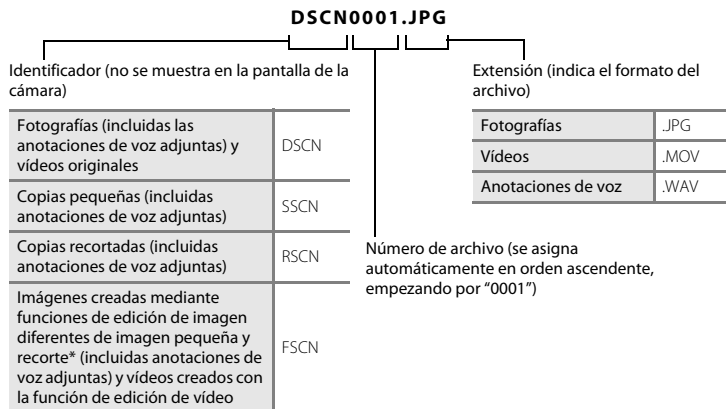 DSCN0001.JPG
Identificador (no se muestra en la pantalla de la
cámara)
Fotografías (incluidas las
anotaciones de voz adjuntas) y
vídeos originales
DSCN
Copias pequeñas (incluidas
anotaciones de voz adjuntas)
SSCN
Copias recortadas (incluidas
anotaciones de voz adjuntas)
RSCN
Imágenes creadas mediante
funciones de edición de imagen
diferentes de imagen pequeña y
recorte* (incluidas anotaciones de
voz adjuntas) y vídeos creados con
la función de edición de vídeo
FSCN
Extensión (indica el formato del
archivo)
Fotografías .JPG
Vídeos .MOV
Anotaciones de voz .WAV
Número de archivo (se asigna
automáticamente en orden ascendente,
empezando por “0001”)